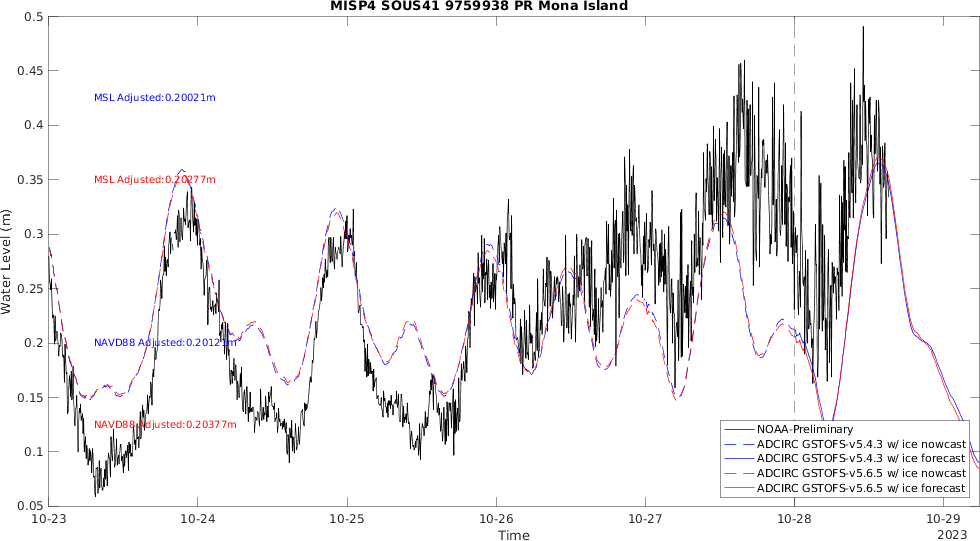 MISP4 SOUS41 9759938 PR Mona Island
0.5
0.45
0.4
0.35
0.3
0.25
0.2
0.15
0.1
0.05
Water Level (m)
MSL Adjusted:0.20021m
MSL Adjusted:0.20277m
NAVD88 Adjusted:0.20121m
NAVD88 Adjusted:0.20377m
NOAA-Preliminary
ADCIRC GSTOFS-v5.4.3 w/ ice nowcast
ADCIRC GSTOFS-v5.4.3 w/ ice forecast
ADCIRC GSTOFS-v5.6.5 w/ ice nowcast
ADCIRC GSTOFS-v5.6.5 w/ ice forecast
10-23 10-24 10-25 10-26 10-27 10-28 10-29
Time
2023